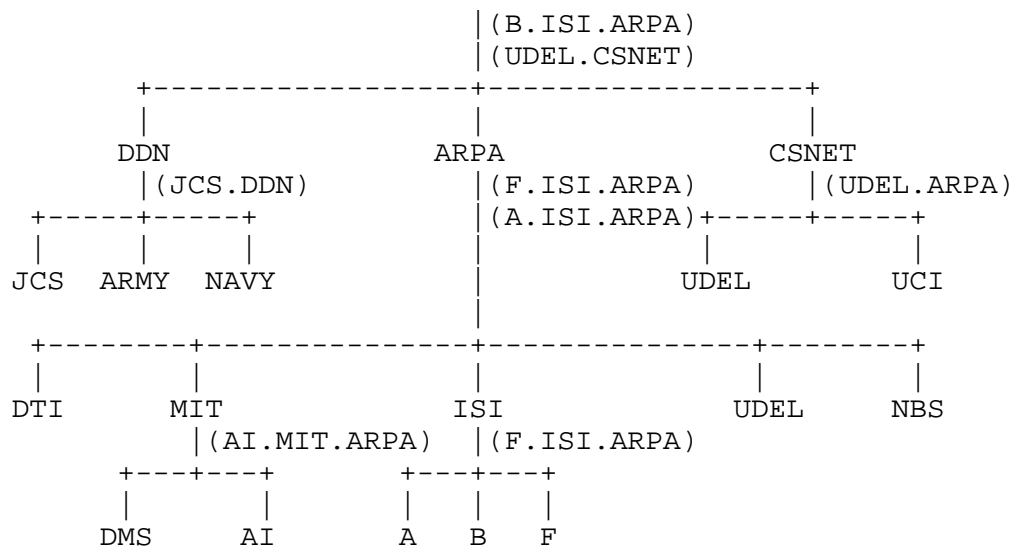 (B.ISI.ARPA)
(UDEL.CSNET)
DDN ARPA CSNET
(JCS.DDN) (F.ISI.ARPA) (UDEL.ARPA)
(A.ISI.ARPA)
JCS ARMY NAVY UDEL UCI
DTI MIT ISI UDEL NBS
(AI.MIT.ARPA) (F.ISI.ARPA)
DMS AI A B F